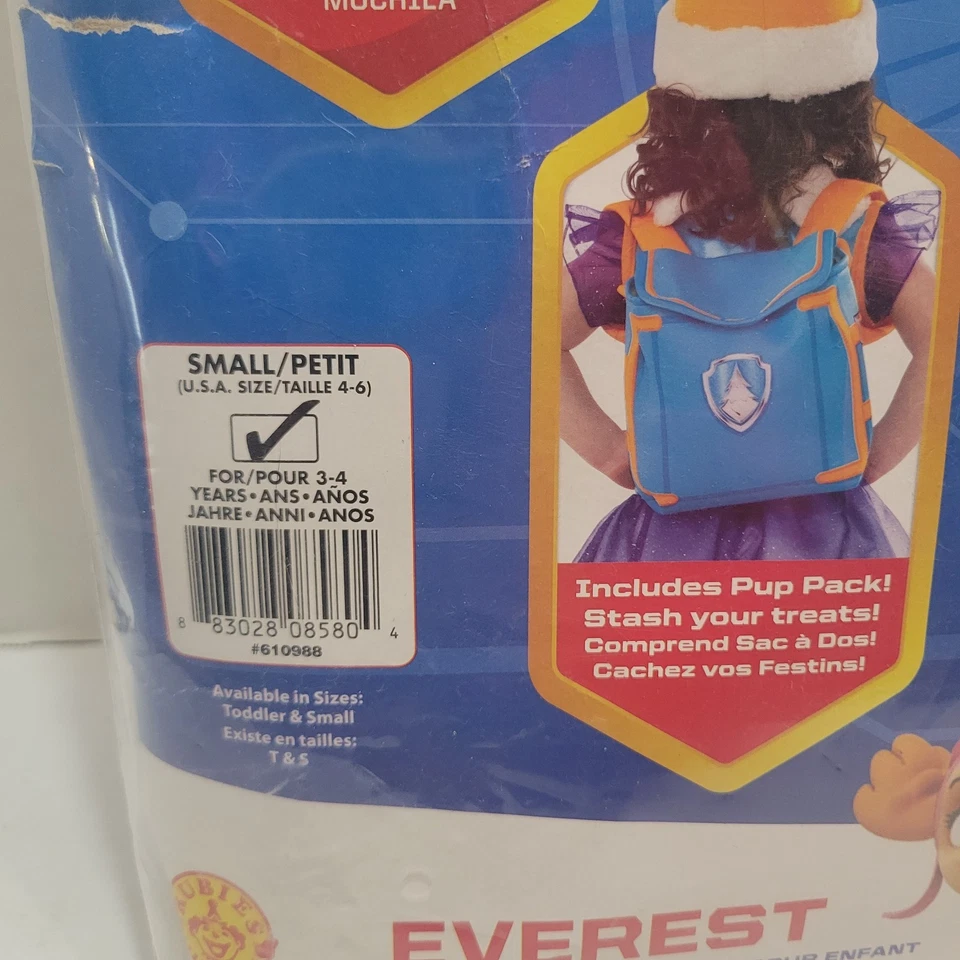 MOCHILA
SMALL/PETIT
(U.S.A. SIZE/TAILLE 4-6)
FOR/POUR 3-4
YEARS•ANS•AÑOS
JAHRE•ANNI•ANOS
8 83028 08580 4
#610988
Available in Sizes:
Toddler & Small
Existe en tailles:
T & S
Includes Pup Pack!
Stash your treats!
Comprend Sac à Dos!
Cachez vos Festins!
RUBIE'S
EVEREST
POUR ENFANT